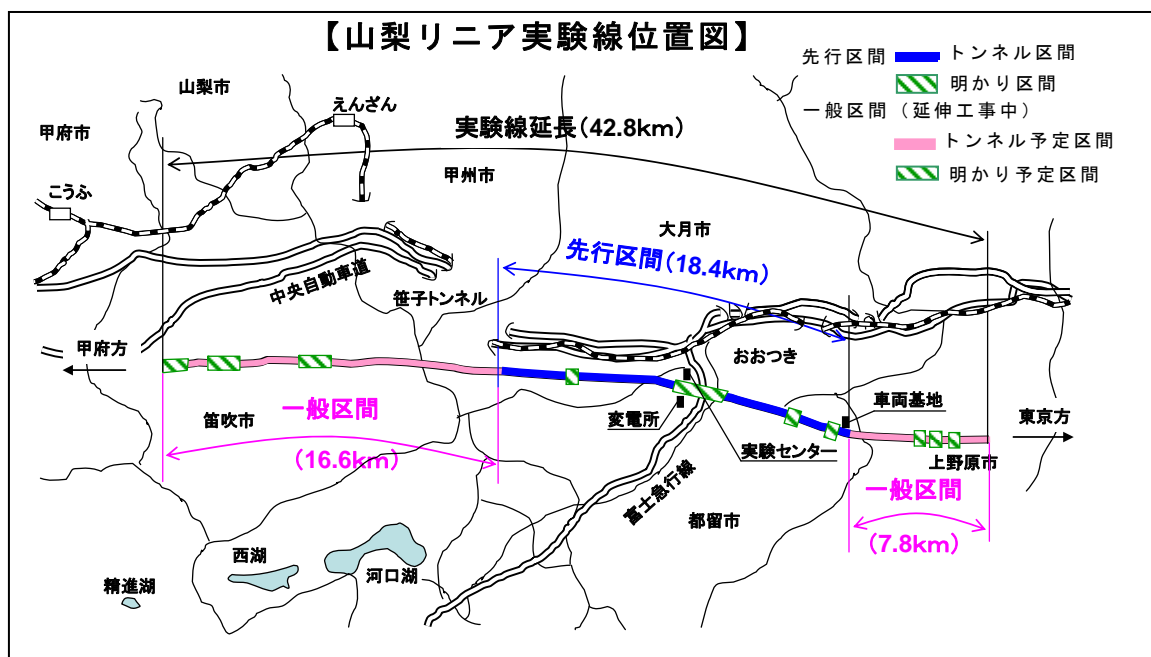 【山梨リニア実験線位置図】
先行区間 トンネル区間
明かり区間
一般区間（延伸工事中）
トンネル予定区間
明かり予定区間
山梨市
えんざん
甲府市
実験線延長（42.8km）
甲州市
こうふ
大月市
先行区間（18.4km）
中央自動車道
笹子トンネル
甲府方
おおつき
車両基地
笛吹市
一般区間
変電所
東京方
（16.6km）
実験センター
上野原市
富士急行線
一般区間
都留市
（7.8km）
西湖
河口湖
精進湖